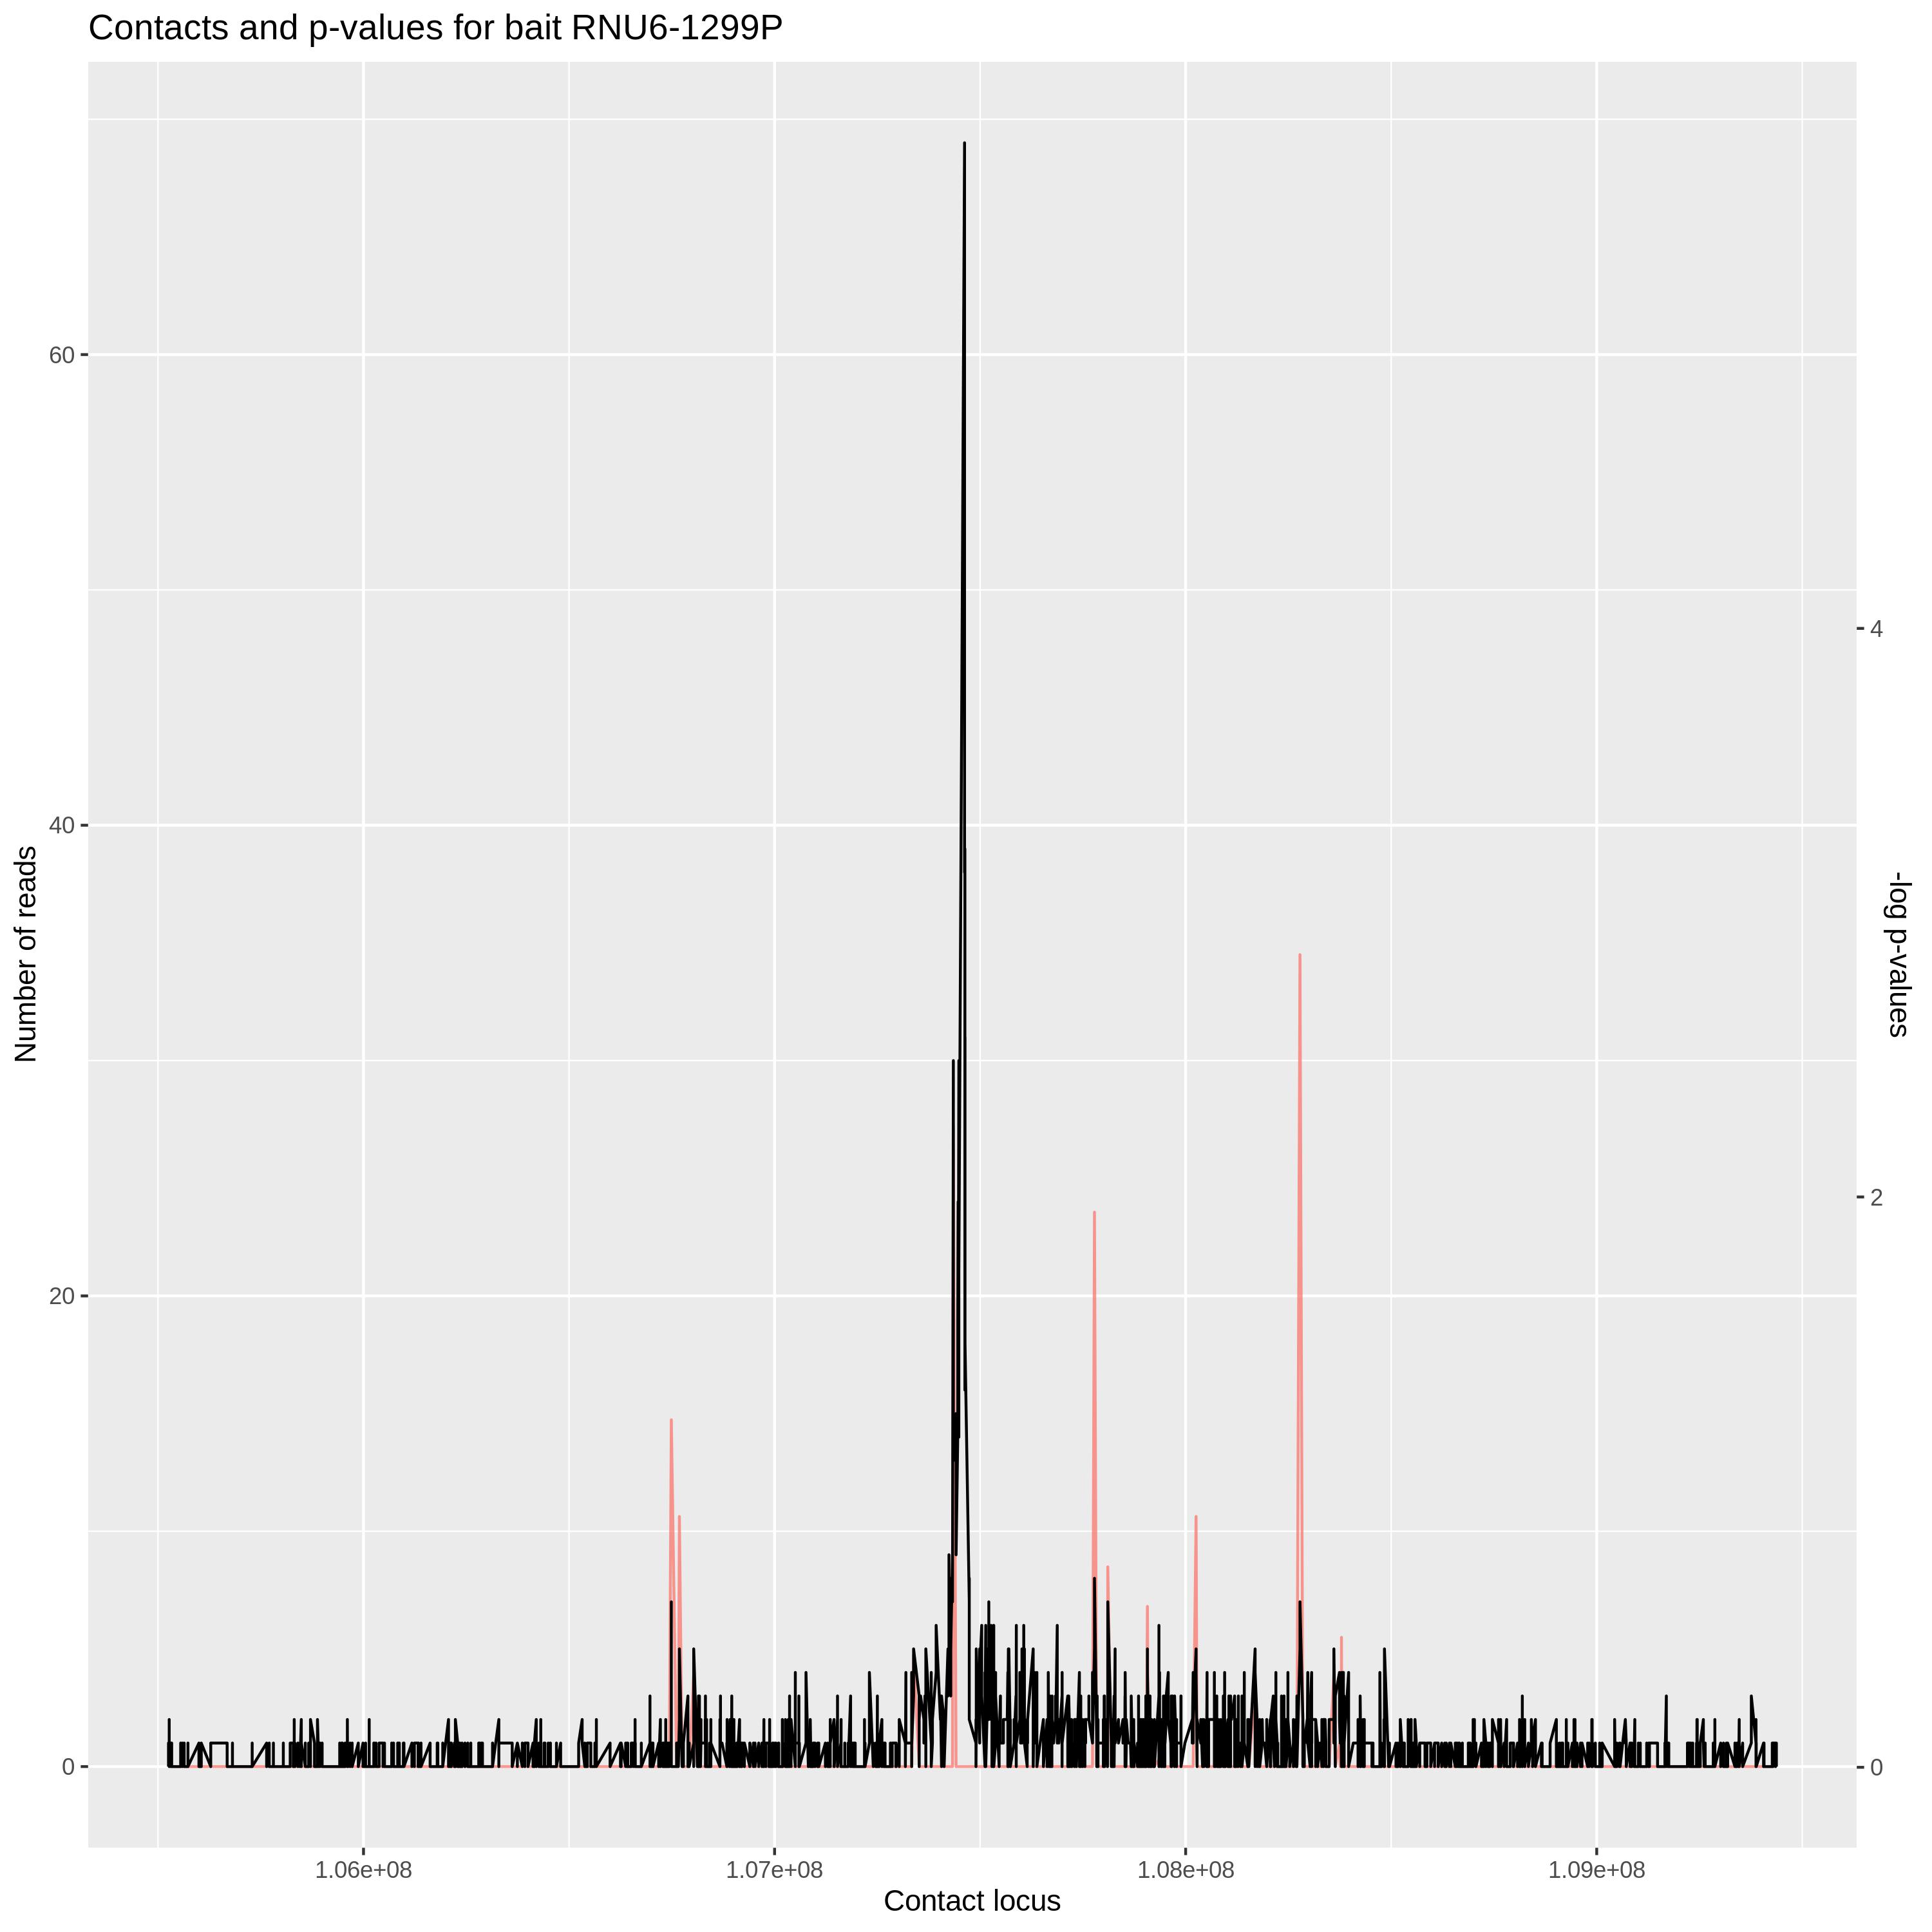 Contacts and p-values for bait RNU6-1299P
60
40
20
0
Number of reads
4
2
0
-log p-values
1.06e+08
1.07e+08
1.08e+08
1.09e+08
Contact locus